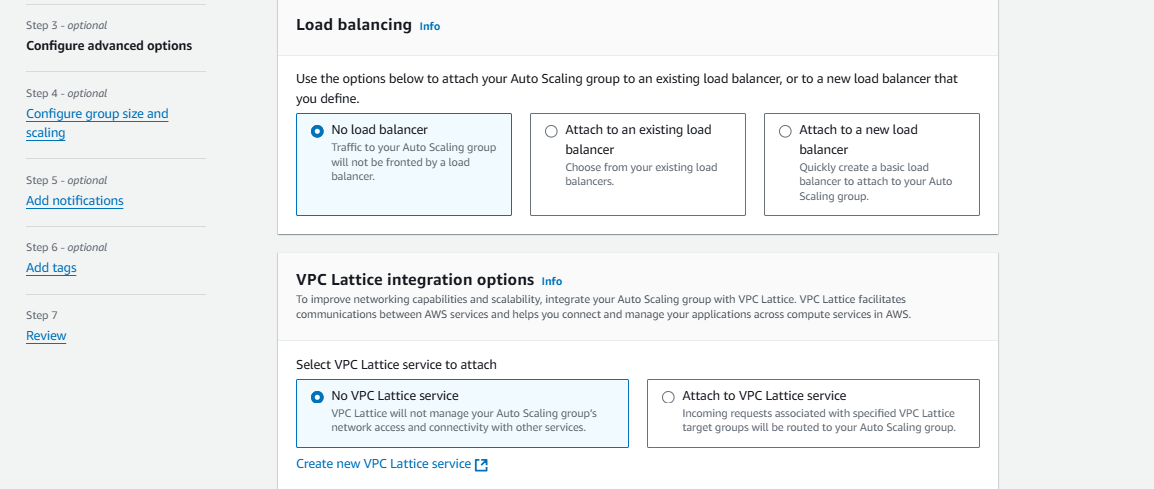 Step 3 - optional
Configure advanced options
Step 4 - optional
Configure group size and
scaling
Step 5 - optional
Add notifications
Step 6 - optional
Add tags
Step 7
Review
Load balancing Info
Use the options below to attach your Auto Scaling group to an existing load balancer, or to a new load balancer that
you define.
No load balancer
Traffic to your Auto Scaling group
will not be fronted by a load
balancer.
Attach to an existing load
balancer
Choose from your existing load
balancers.
Attach to a new load
balancer
Quickly create a basic load
balancer to attach to your Auto
Scaling group.
VPC Lattice integration options Info
To improve networking capabilities and scalability, integrate your Auto Scaling group with VPC Lattice. VPC Lattice facilitates
communications between AWS services and helps you connect and manage your applications across compute services in AWS.
Select VPC Lattice service to attach
No VPC Lattice service
VPC Lattice will not manage your Auto Scaling group's
network access and connectivity with other services.
Attach to VPC Lattice service
Incoming requests associated with specified VPC Lattice
target groups will be routed to your Auto Scaling group.
Create new VPC Lattice service